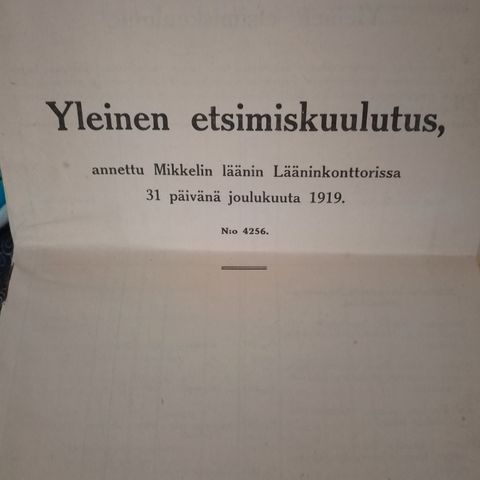 Yleinen etsimiskuulutus,
annettu Mikkelin läänin Lääninkonttorissa
31 päivänä joulukuuta 1919.
N:o 4256.